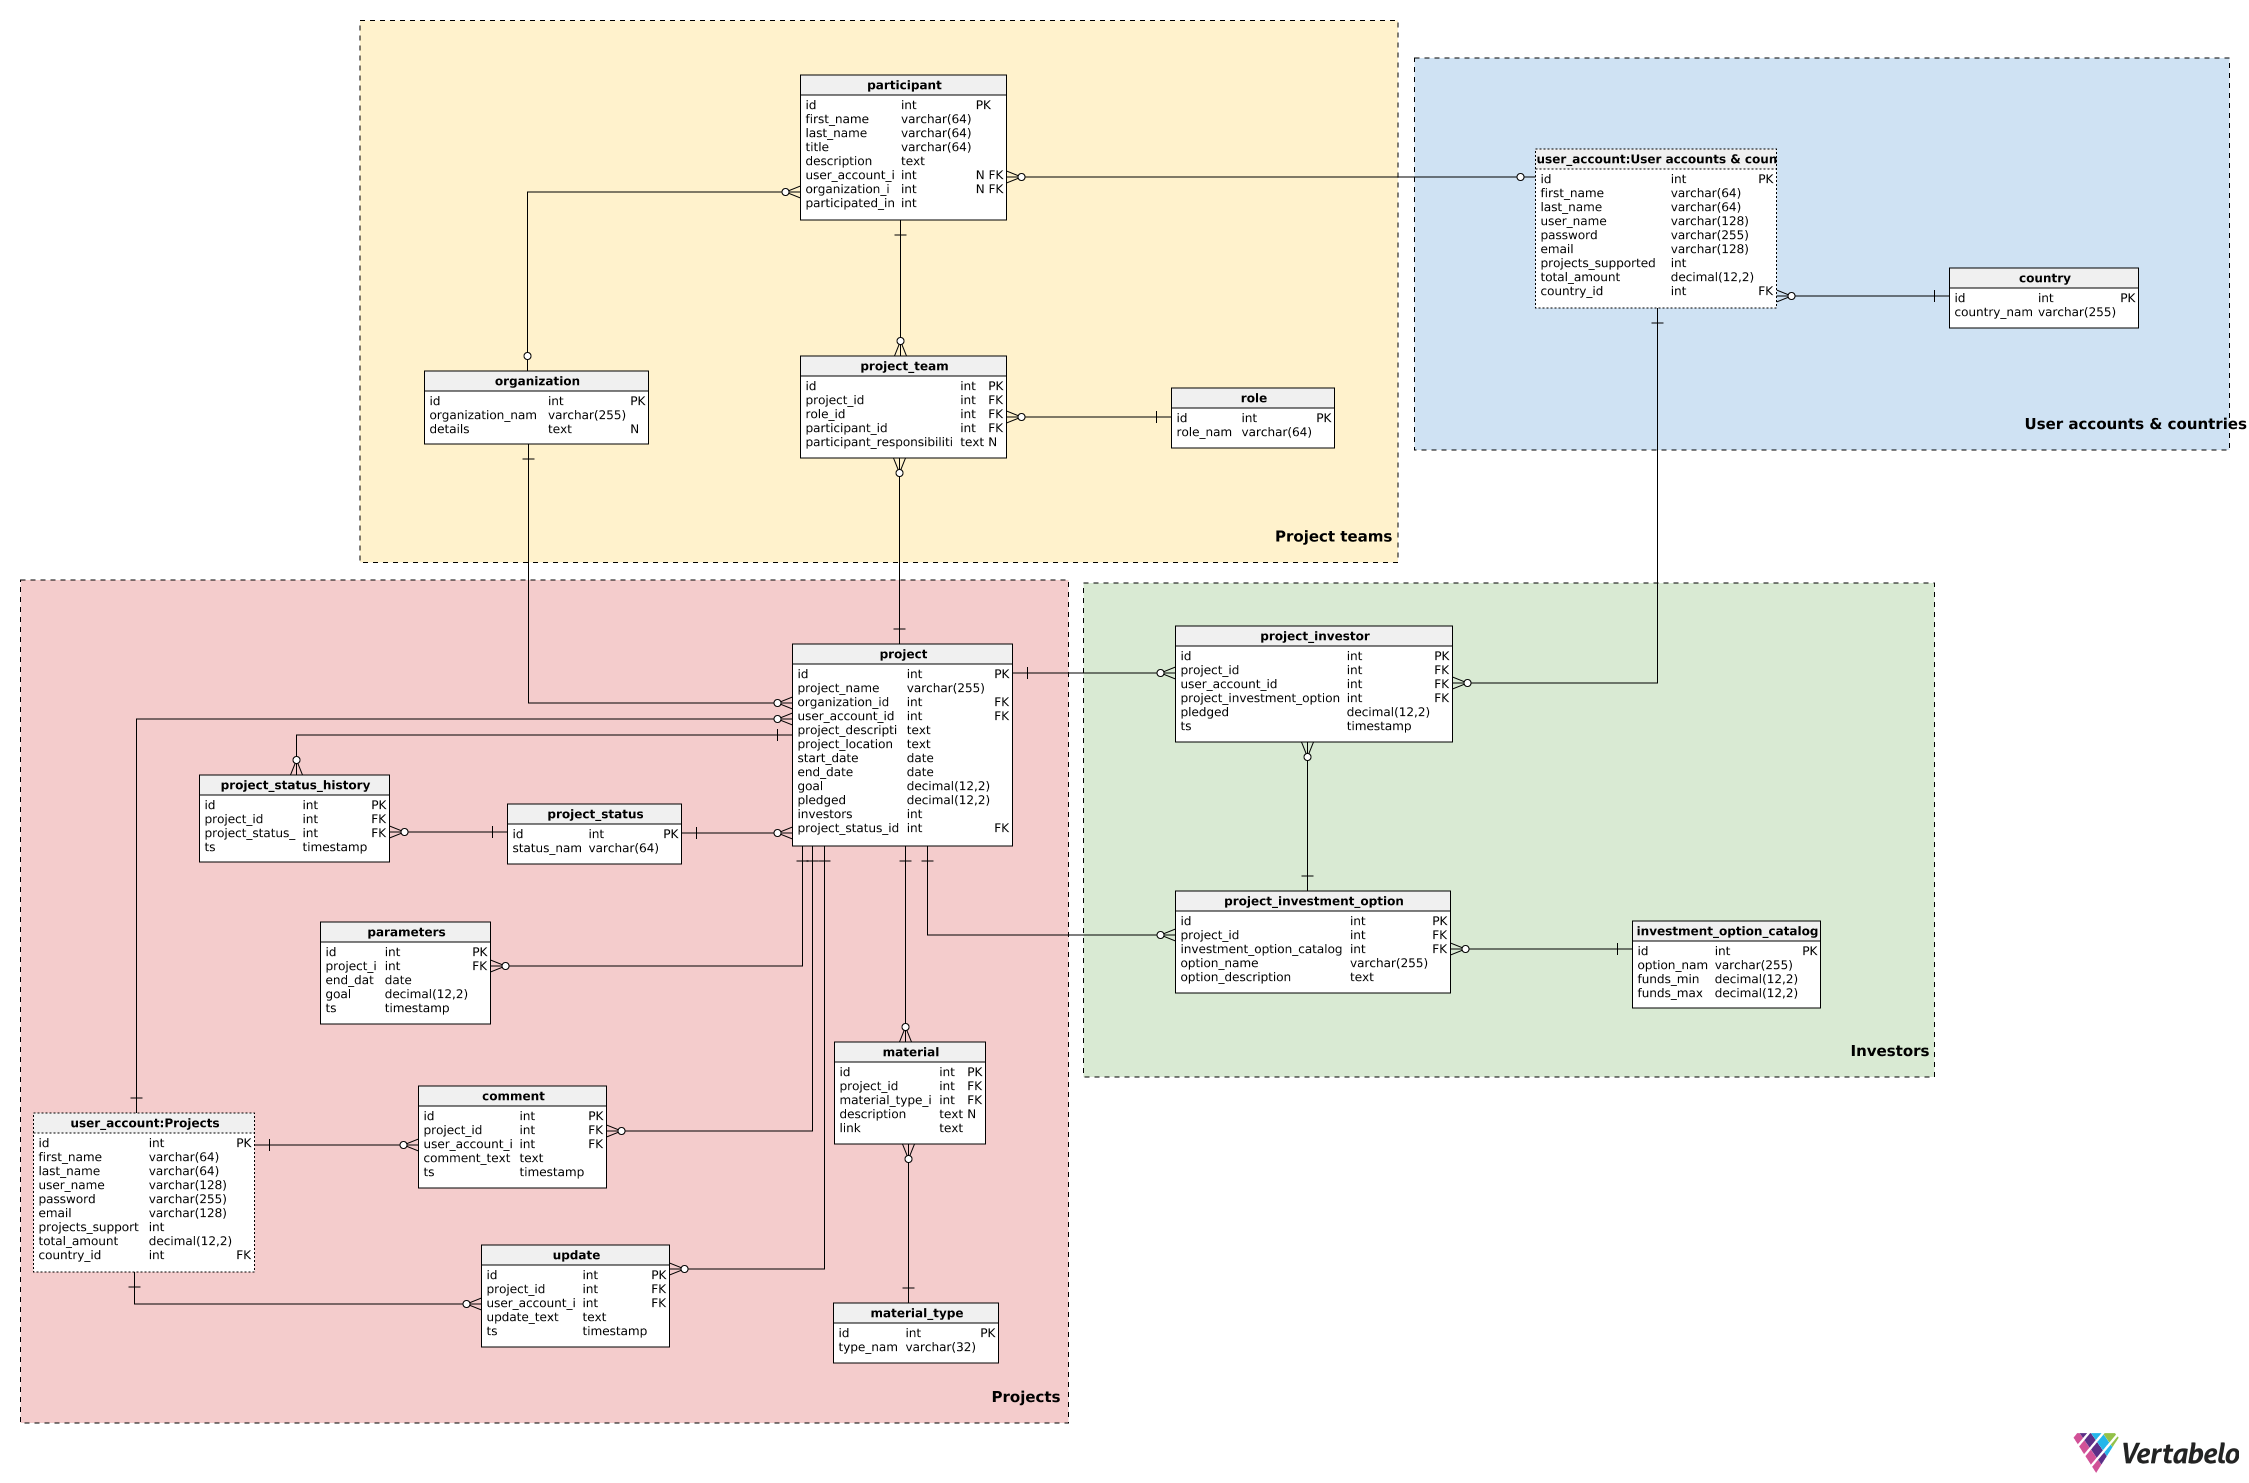 participant
id int PK
first_name varchar(64)
last_name varchar(64)
title varchar(64)
description text
user_account_i int N FK
organization_i int N FK
participated_in int
organization
id int PK
organization_nam varchar(255)
details text N
project_team
id int PK
project_id int FK
role_id int FK
participant_id int FK
participant_responsibiliti text N
role
id int PK
role_nam varchar(64)
Project teams
user_account:User accounts & coun
id int PK
first_name varchar(64)
last_name varchar(64)
user_name varchar(128)
password varchar(255)
email varchar(128)
projects_supported int
total_amount decimal(12,2)
country_id int FK
country
id int PK
country_nam varchar(255)
User accounts & countries
project
id int PK
project_name varchar(255)
organization_id int FK
user_account_id int FK
project_descripti text
project_location text
start_date date
end_date date
goal decimal(12,2)
pledged decimal(12,2)
investors int
project_status_id int FK
project_status_history
id int PK
project_id int FK
project_status_ int FK
ts timestamp
project_status
id int PK
status_nam varchar(64)
parameters
id int PK
project_i int FK
end_dat date
goal decimal(12,2)
ts timestamp
comment
id int PK
project_id int FK
user_account_i int FK
comment_text text
ts timestamp
material
id int PK
project_id int FK
material_type_i int FK
description text N
link text
user_account:Projects
id int PK
first_name varchar(64)
last_name varchar(64)
user_name varchar(128)
password varchar(255)
email varchar(128)
projects_support int
total_amount decimal(12,2)
country_id int FK
update
id int PK
project_id int FK
user_account_i int FK
update_text text
ts timestamp
material_type
id int PK
type_nam varchar(32)
Projects
project_investor
id int PK
project_id int FK
user_account_id int FK
project_investment_option int FK
pledged decimal(12,2)
ts timestamp
project_investment_option
id int PK
project_id int FK
investment_option_catalog int FK
option_name varchar(255)
option_description text
investment_option_catalog
id int PK
option_nam varchar(255)
funds_min decimal(12,2)
funds_max decimal(12,2)
Investors
Vertabelo